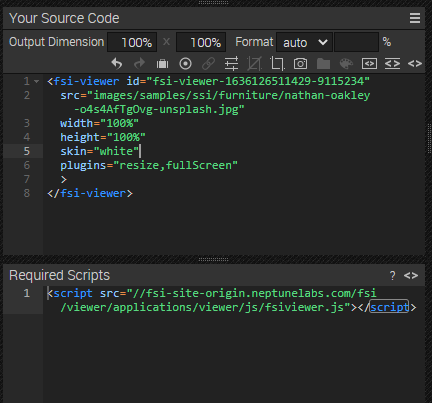 Your Source Code
Output Dimension 100% × 100% Format auto %
1 <fsi-viewer id="fsi-viewer-1636126511429-9115234"
2 src="images/samples/ssi/furniture/nathan-oakley
-o4s4AfTgOvg-unsplash.jpg"
3 width="100%"
4 height="100%"
5 skin="white"
6 plugins="resize,fullScreen"
7 >
8 </fsi-viewer>
Required Scripts ? <>
1 <script src="//fsi-site-origin.neptunelabs.com/fsi
/viewer/applications/viewer/js/fsiviewer.js"></script>